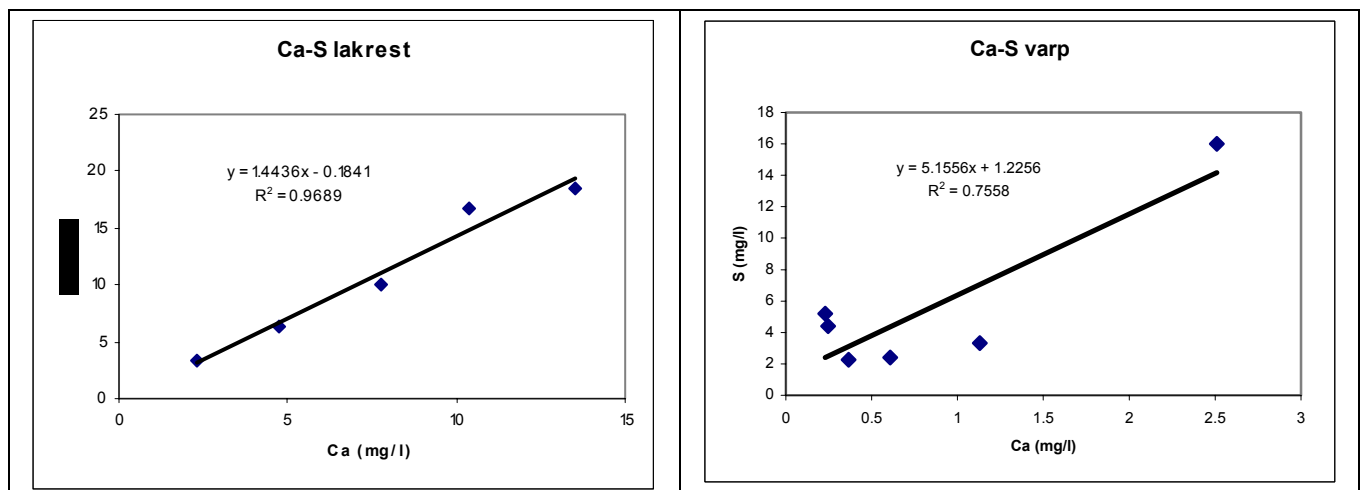 Ca-S lakrest
25
20
15
10
5
0
y = 1.4436x - 0.1841
R² = 0.9689
0 5 10 15
Ca (mg/l)
Ca-S varp
18
16
14
12
10
8
6
4
2
0
S (mg/l)
y = 5.1556x + 1.2256
R² = 0.7558
0 0.5 1 1.5 2 2.5 3
Ca (mg/l)